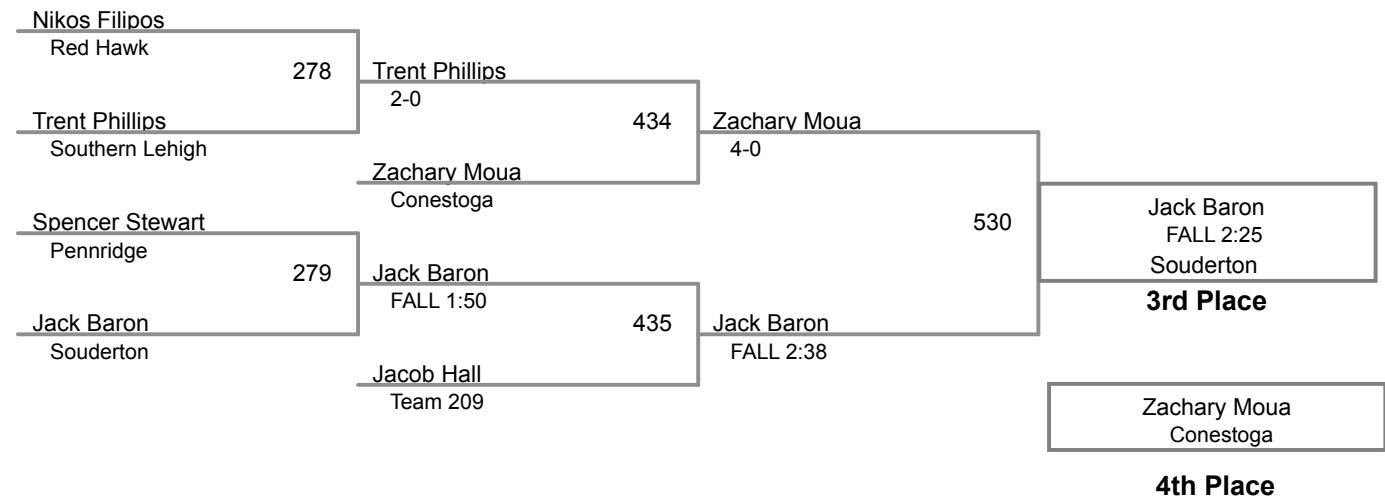 Nikos Filipos
Red Hawk
278
Trent Phillips
2-0
Trent Phillips
Southern Lehigh
434
Zachary Moua
4-0
Zachary Moua
Conestoga
Spencer Stewart
Pennridge
279
Jack Baron
FALL 1:50
Jack Baron
Souderton
435
Jack Baron
FALL 2:38
Jacob Hall
Team 209
530
Jack Baron
FALL 2:25
Souderton
3rd Place
Zachary Moua
Conestoga
4th Place